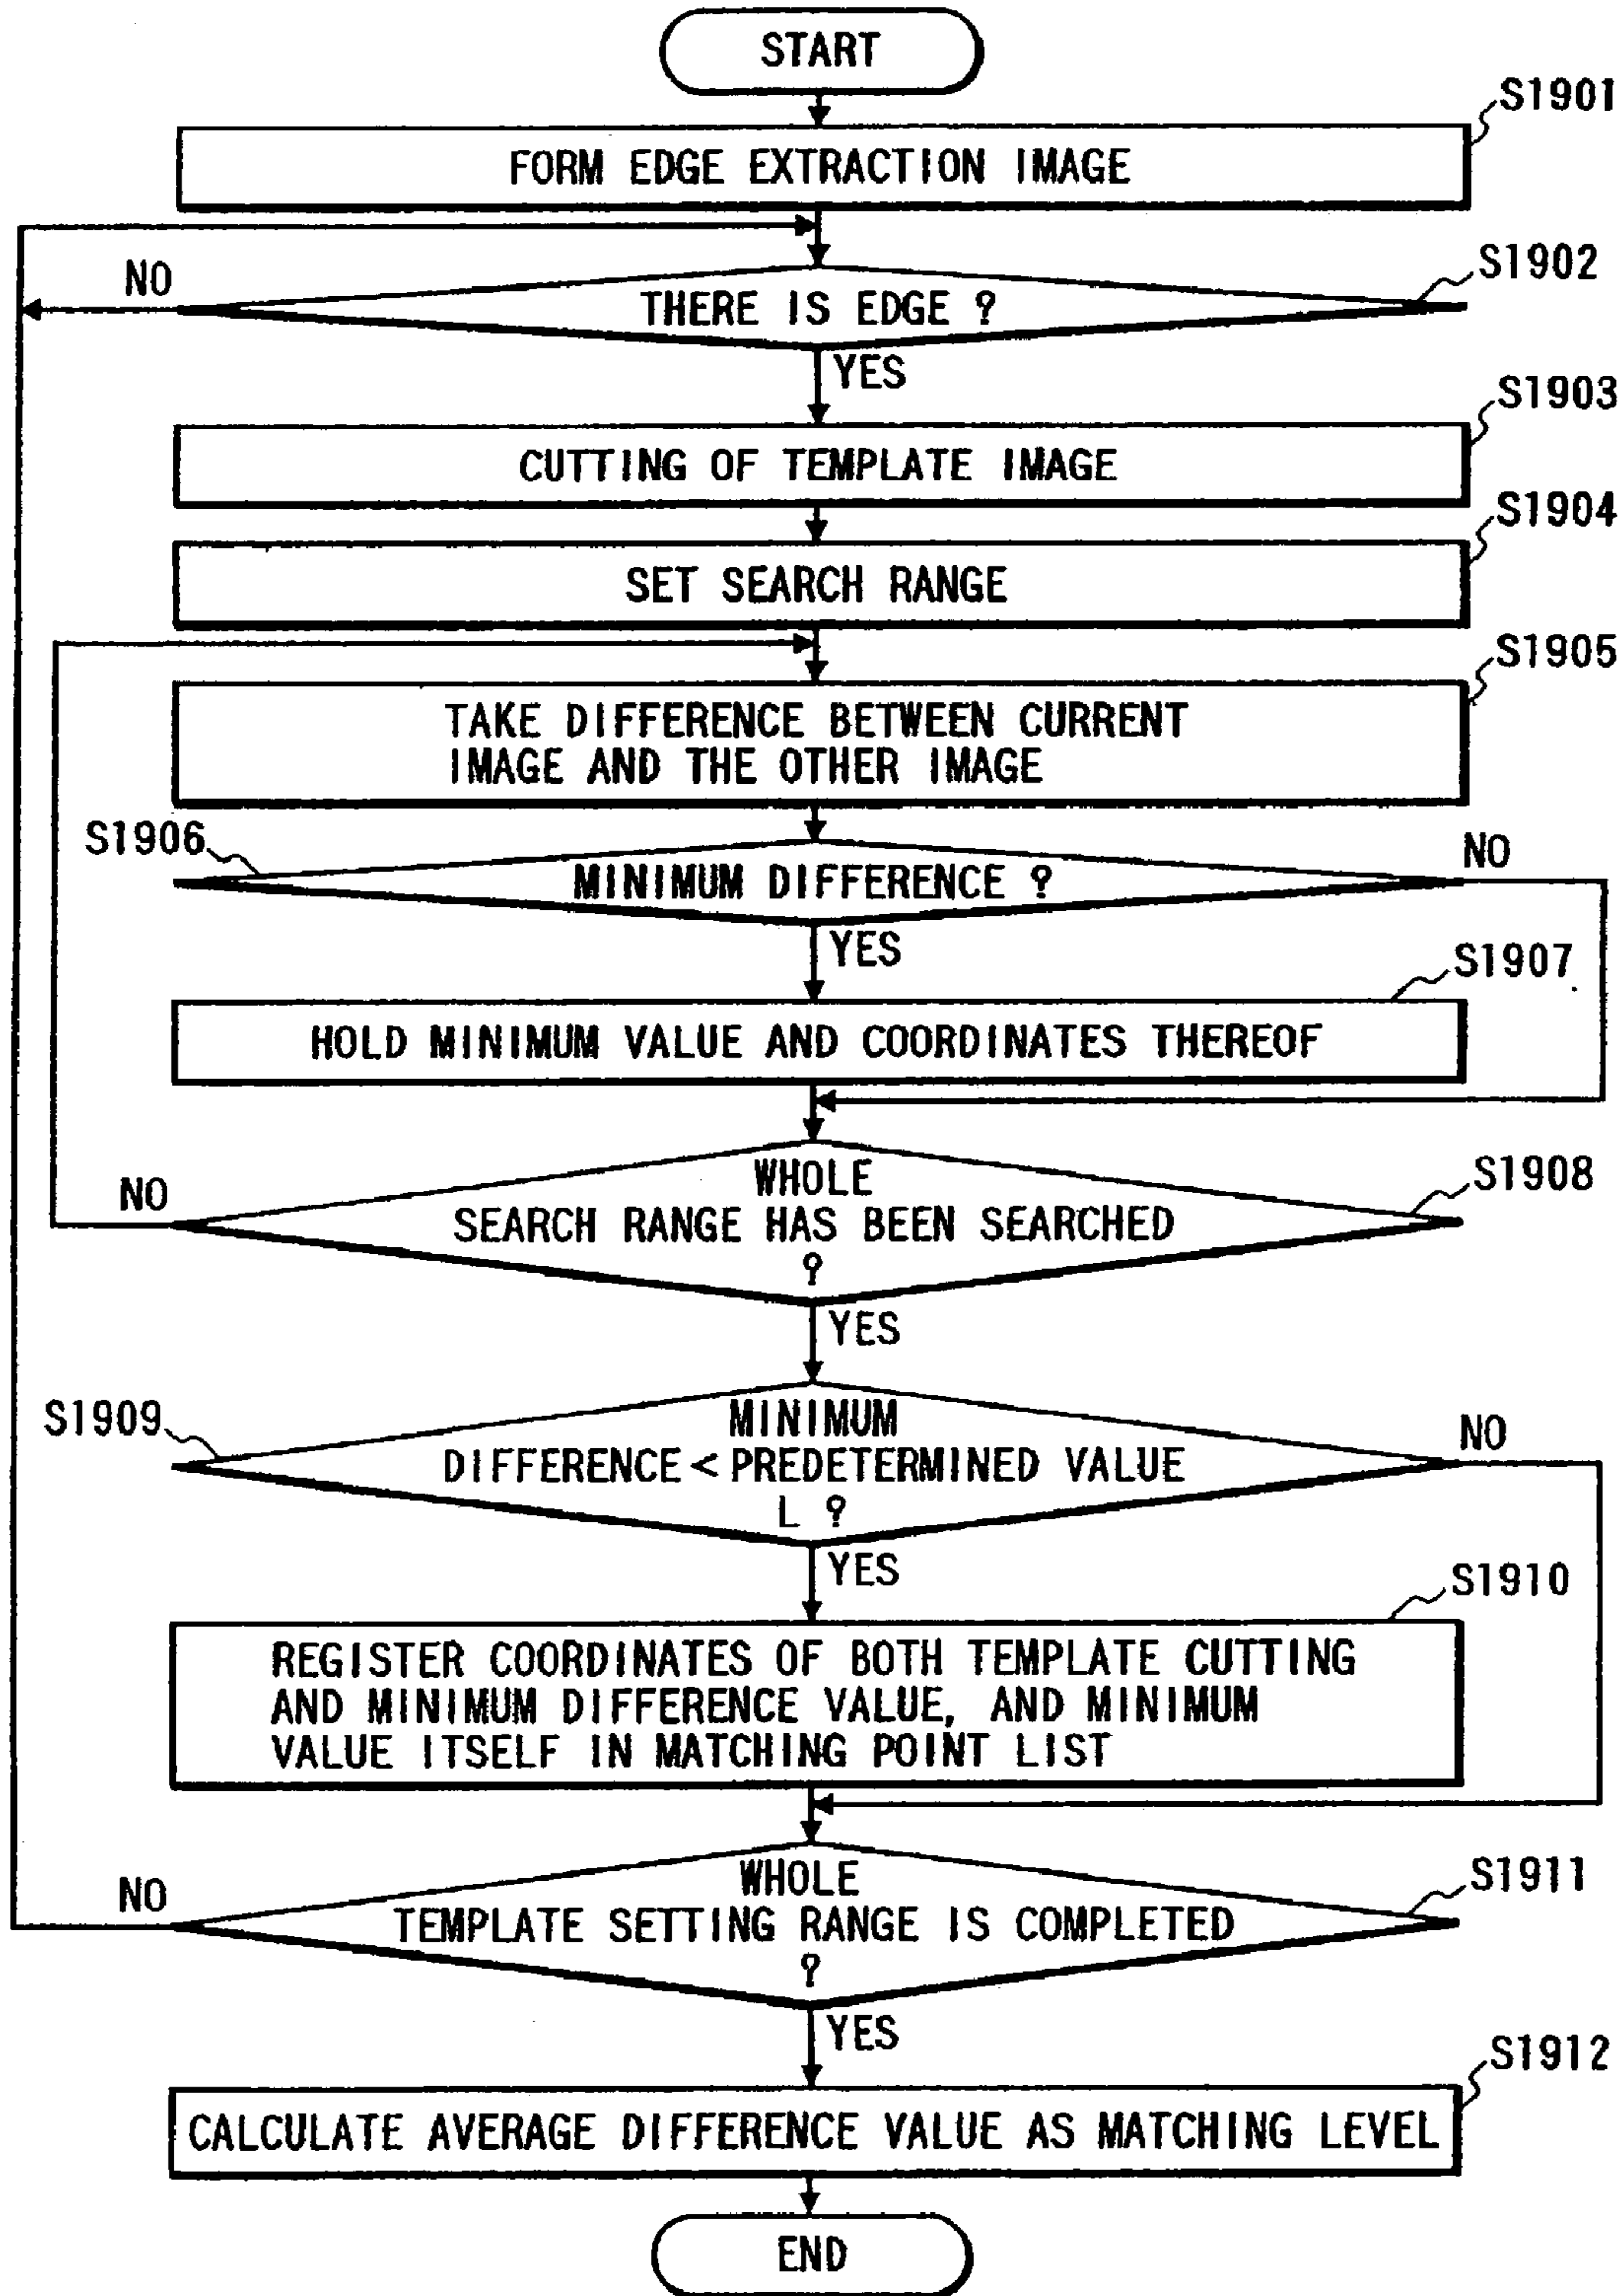 START
S1901
FORM EDGE EXTRACTION IMAGE
S1902
NO
THERE IS EDGE ?
YES
S1903
CUTTING OF TEMPLATE IMAGE
S1904
SET SEARCH RANGE
S1905
TAKE DIFFERENCE BETWEEN CURRENT
IMAGE AND THE OTHER IMAGE
S1906
NO
MINIMUM DIFFERENCE ?
YES
S1907
HOLD MINIMUM VALUE AND COORDINATES THEREOF
S1908
NO
WHOLE
SEARCH RANGE HAS BEEN SEARCHED
?
YES
S1909
NO
MINIMUM
DIFFERENCE < PREDETERMINED VALUE
L ?
YES
S1910
REGISTER COORDINATES OF BOTH TEMPLATE CUTTING
AND MINIMUM DIFFERENCE VALUE, AND MINIMUM
VALUE ITSELF IN MATCHING POINT LIST
S1911
NO
WHOLE
TEMPLATE SETTING RANGE IS COMPLETED
?
YES
S1912
CALCULATE AVERAGE DIFFERENCE VALUE AS MATCHING LEVEL
END